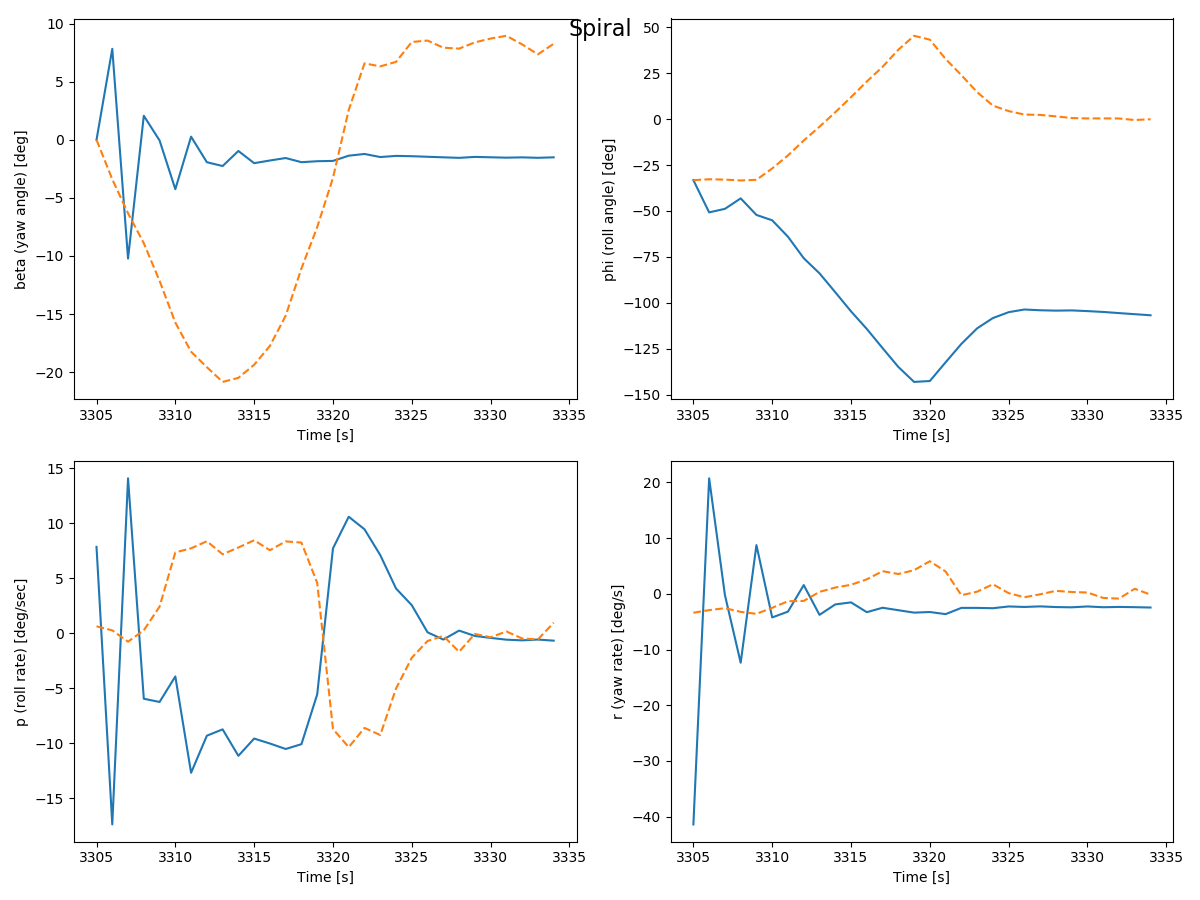 Spiral
10
5
0
−5
−10
−15
−20
beta (yaw angle) [deg]
3305 3310 3315 3320 3325 3330 3335
Time [s]
50
25
0
−25
−50
−75
−100
−125
−150
phi (roll angle) [deg]
3305 3310 3315 3320 3325 3330 3335
Time [s]
15
10
5
0
−5
−10
−15
p (roll rate) [deg/sec]
3305 3310 3315 3320 3325 3330 3335
Time [s]
20
10
0
−10
−20
−30
−40
r (yaw rate) [deg/s]
3305 3310 3315 3320 3325 3330 3335
Time [s]